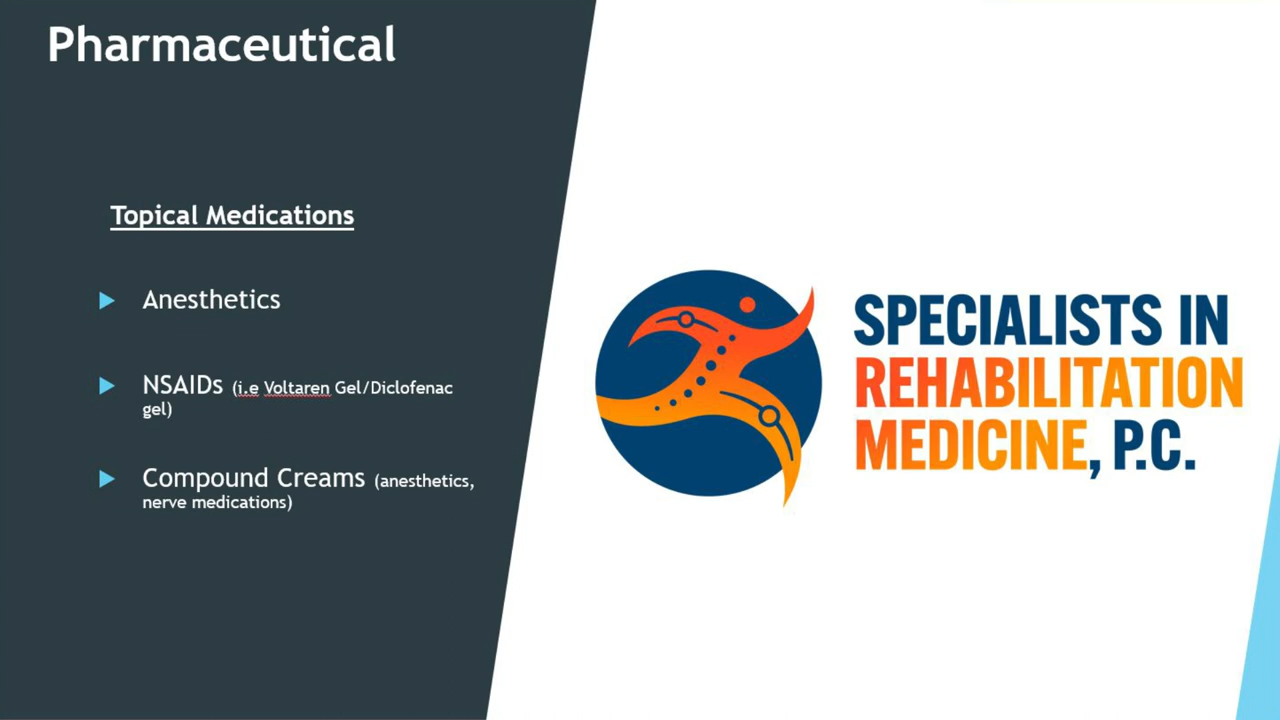 Pharmaceutical
Topical Medications
Anesthetics
NSAIDs (i.e Voltaren Gel/Diclofenac
gel)
Compound Creams (anesthetics,
nerve medications)
SPECIALISTS IN
REHABILITATION
MEDICINE, P.C.